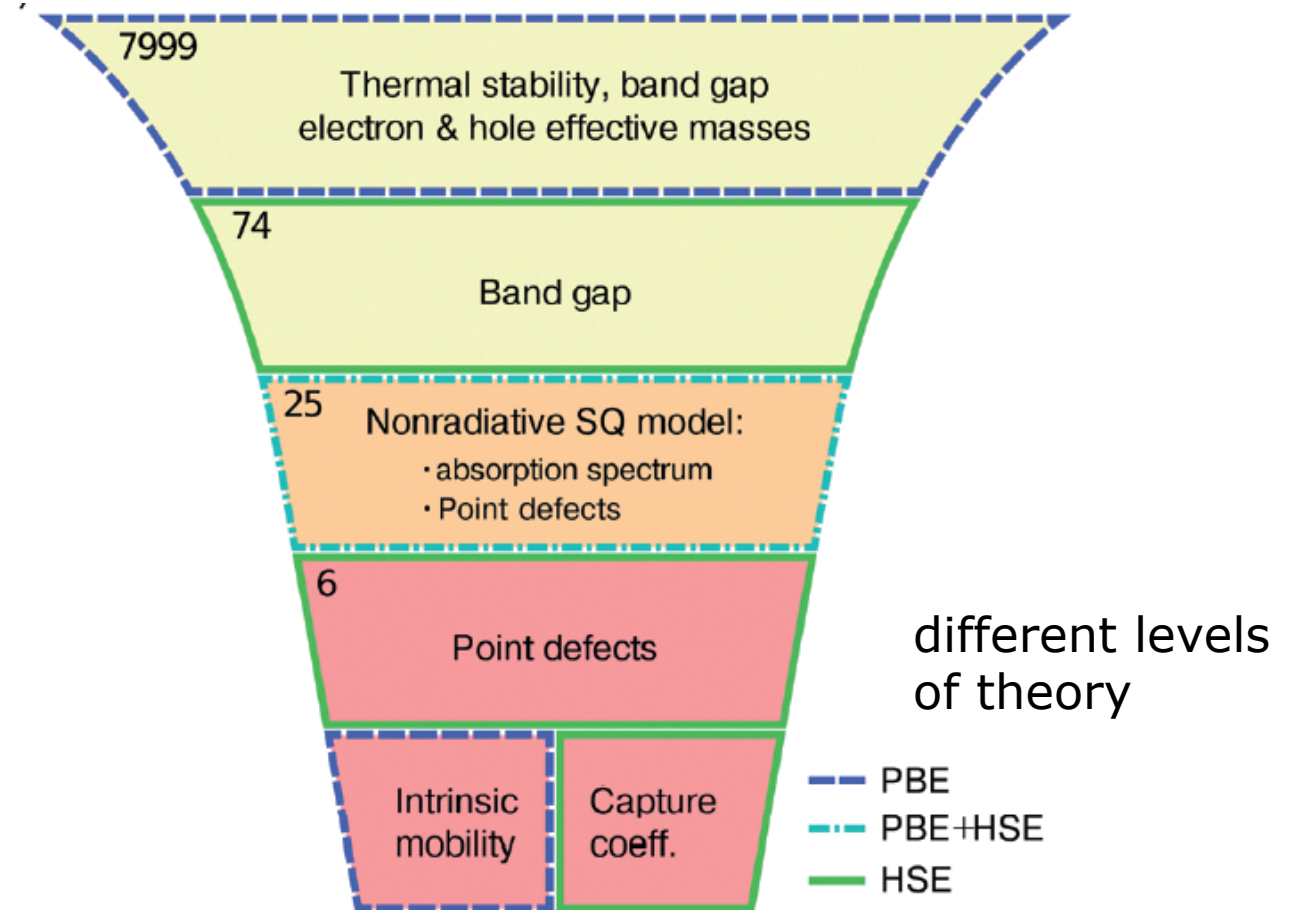 7999
Thermal stability, band gap
electron & hole effective masses
74
Band gap
25
Nonradiative SQ model:
· absorption spectrum
· Point defects
6
Point defects
different levels
of theory
Intrinsic
mobility
Capture
coeff.
PBE
PBE+HSE
HSE